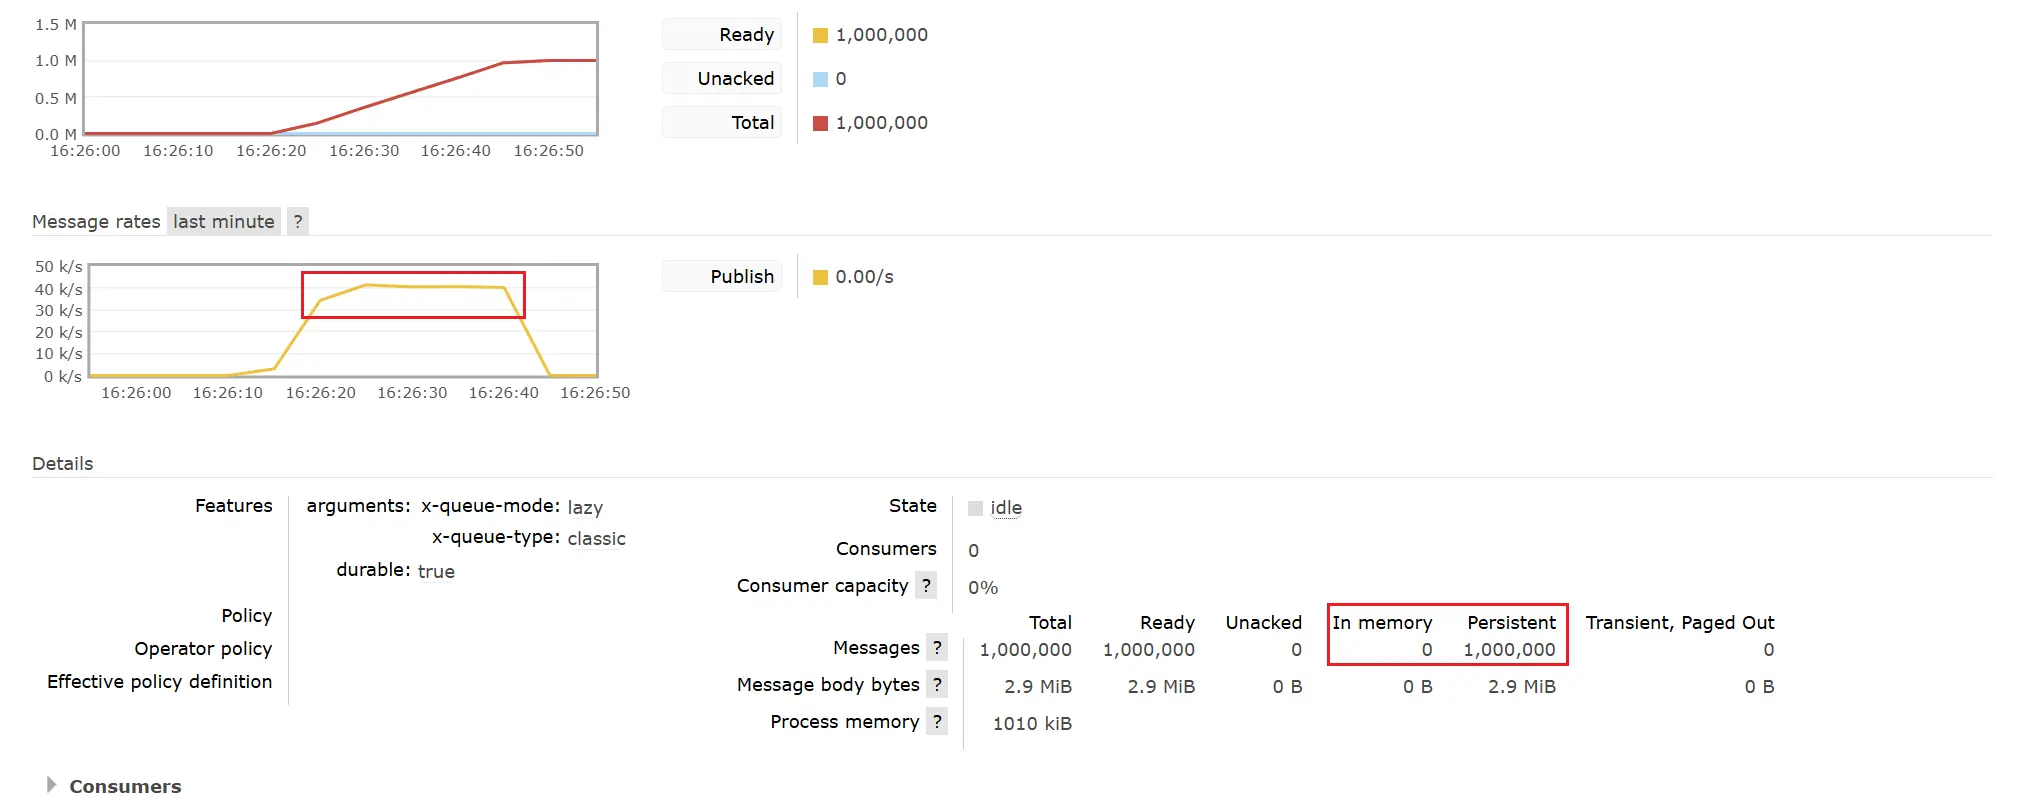 1.5 M
1.0 M
0.5 M
0.0 M
16:26:00 16:26:10 16:26:20 16:26:30 16:26:40 16:26:50
Ready 1,000,000
Unacked 0
Total 1,000,000
Message rates last minute ?
50 k/s
40 k/s
30 k/s
20 k/s
10 k/s
0 k/s
16:26:00 16:26:10 16:26:20 16:26:30 16:26:40 16:26:50
Publish 0.00/s
Details
Features arguments: x-queue-mode: lazy
x-queue-type: classic
durable: true
Policy
Operator policy
Effective policy definition
State idle
Consumers 0
Consumer capacity ? 0%
Total Ready Unacked In memory Persistent Transient, Paged Out
Messages ? 1,000,000 1,000,000 0 0 1,000,000 0
Message body bytes ? 2.9 MiB 2.9 MiB 0 B 0 B 2.9 MiB 0 B
Process memory ? 1010 kiB
Consumers